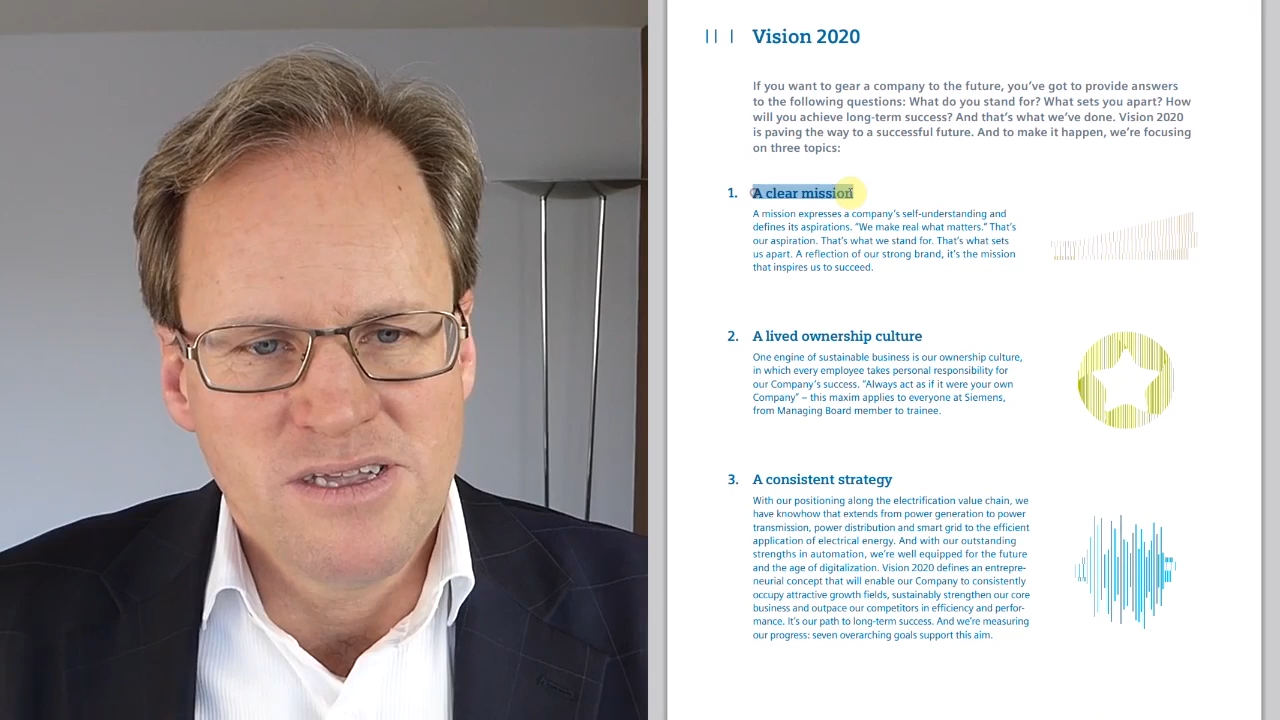 Vision 2020
If you want to gear a company to the future, you’ve got to provide answers
to the following questions: What do you stand for? What sets you apart? How
will you achieve long-term success? And that’s what we’ve done. Vision 2020
is paving the way to a successful future. And to make it happen, we’re focusing
on three topics:
1. A clear mission
A mission expresses a company’s self-understanding and
defines its aspirations. “We make real what matters.” That’s
our aspiration. That’s what we stand for. That’s what sets
us apart. A reflection of our strong brand, it’s the mission
that inspires us to succeed.
2. A lived ownership culture
One engine of sustainable business is our ownership culture,
in which every employee takes personal responsibility for
our Company’s success. “Always act as if it were your own
Company” – this maxim applies to everyone at Siemens,
from Managing Board member to trainee.
3. A consistent strategy
With our positioning along the electrification value chain, we
have knowhow that extends from power generation to power
transmission, power distribution and smart grid to the efficient
application of electrical energy. And with our outstanding
strengths in automation, we’re well equipped for the future
and the age of digitalization. Vision 2020 defines an entrepre-
neurial concept that will enable our Company to consistently
occupy attractive growth fields, sustainably strengthen our core
business and outpace our competitors in efficiency and perfor-
mance. It’s our path to long-term success. And we’re measuring
our progress: seven overarching goals support this aim.